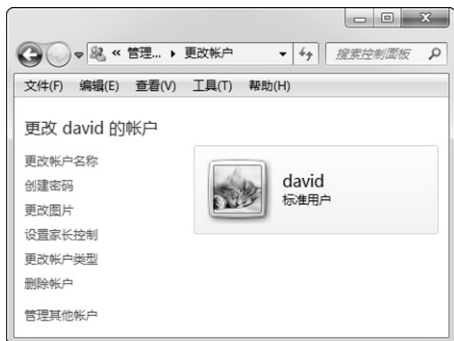 « 管理... ▸ 更改帐户
搜索控制面板
文件(F) 编辑(E) 查看(V) 工具(T) 帮助(H)
更改 david 的帐户
更改帐户名称
创建密码
更改图片
设置家长控制
更改帐户类型
删除帐户
管理其他帐户
david
标准用户